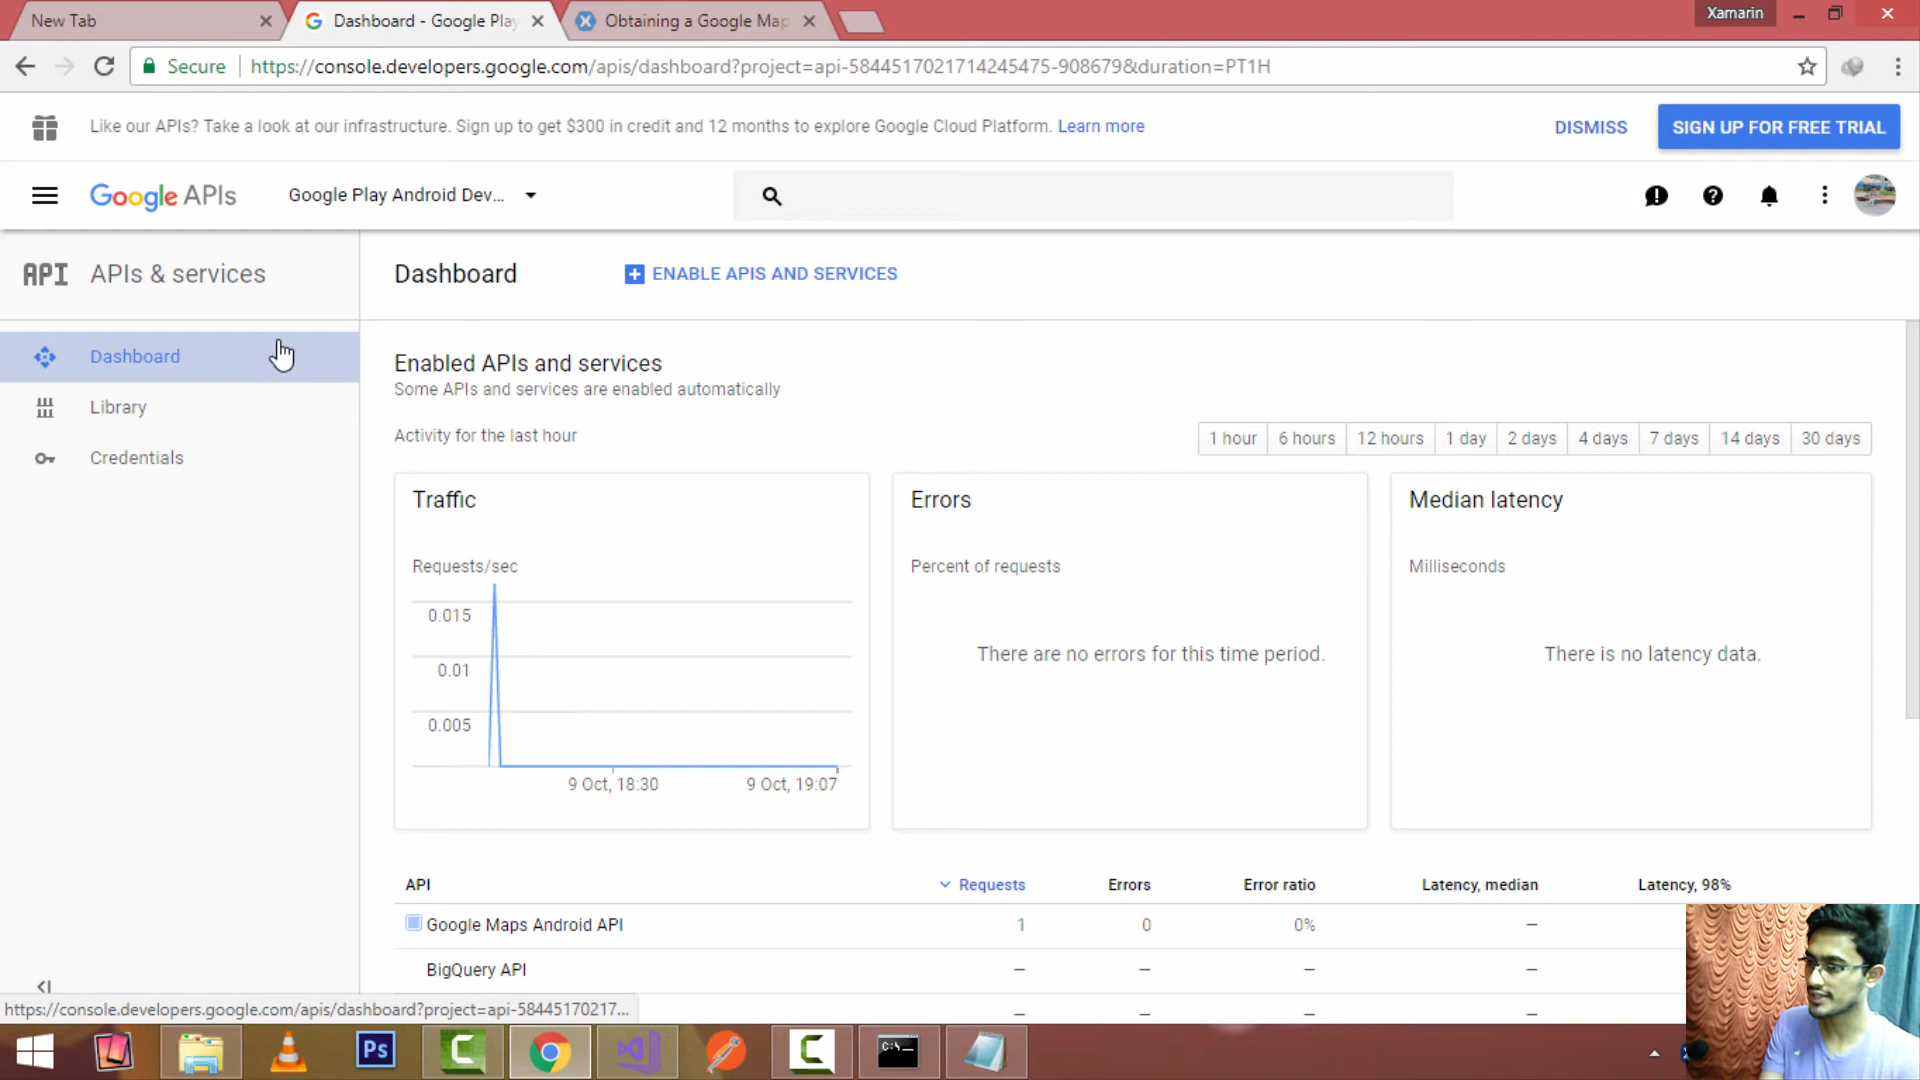 New Tab
Dashboard - Google Play
Obtaining a Google Map
Xamarin
Secure
https://console.developers.google.com/apis/dashboard?project=api-5844517021714245475-908679&duration=PT1H
Like our APIs? Take a look at our infrastructure. Sign up to get $300 in credit and 12 months to explore Google Cloud Platform. Learn more
DISMISS
SIGN UP FOR FREE TRIAL
Google APIs
Google Play Android Dev...
API APIs & services
Dashboard
ENABLE APIS AND SERVICES
Dashboard
Library
Credentials
Enabled APIs and services
Some APIs and services are enabled automatically
Activity for the last hour
1 hour 6 hours 12 hours 1 day 2 days 4 days 7 days 14 days 30 days
Traffic
Requests/sec
0.015
0.01
0.005
9 Oct, 18:30 9 Oct, 19:07
Errors
Percent of requests
There are no errors for this time period.
Median latency
Milliseconds
There is no latency data.
API Requests Errors Error ratio Latency, median Latency, 98%
Google Maps Android API 1 0 0% –
BigQuery API – – – –
– – – –
https://console.developers.google.com/apis/dashboard?project=api-58445170217...
Ps
C:\_